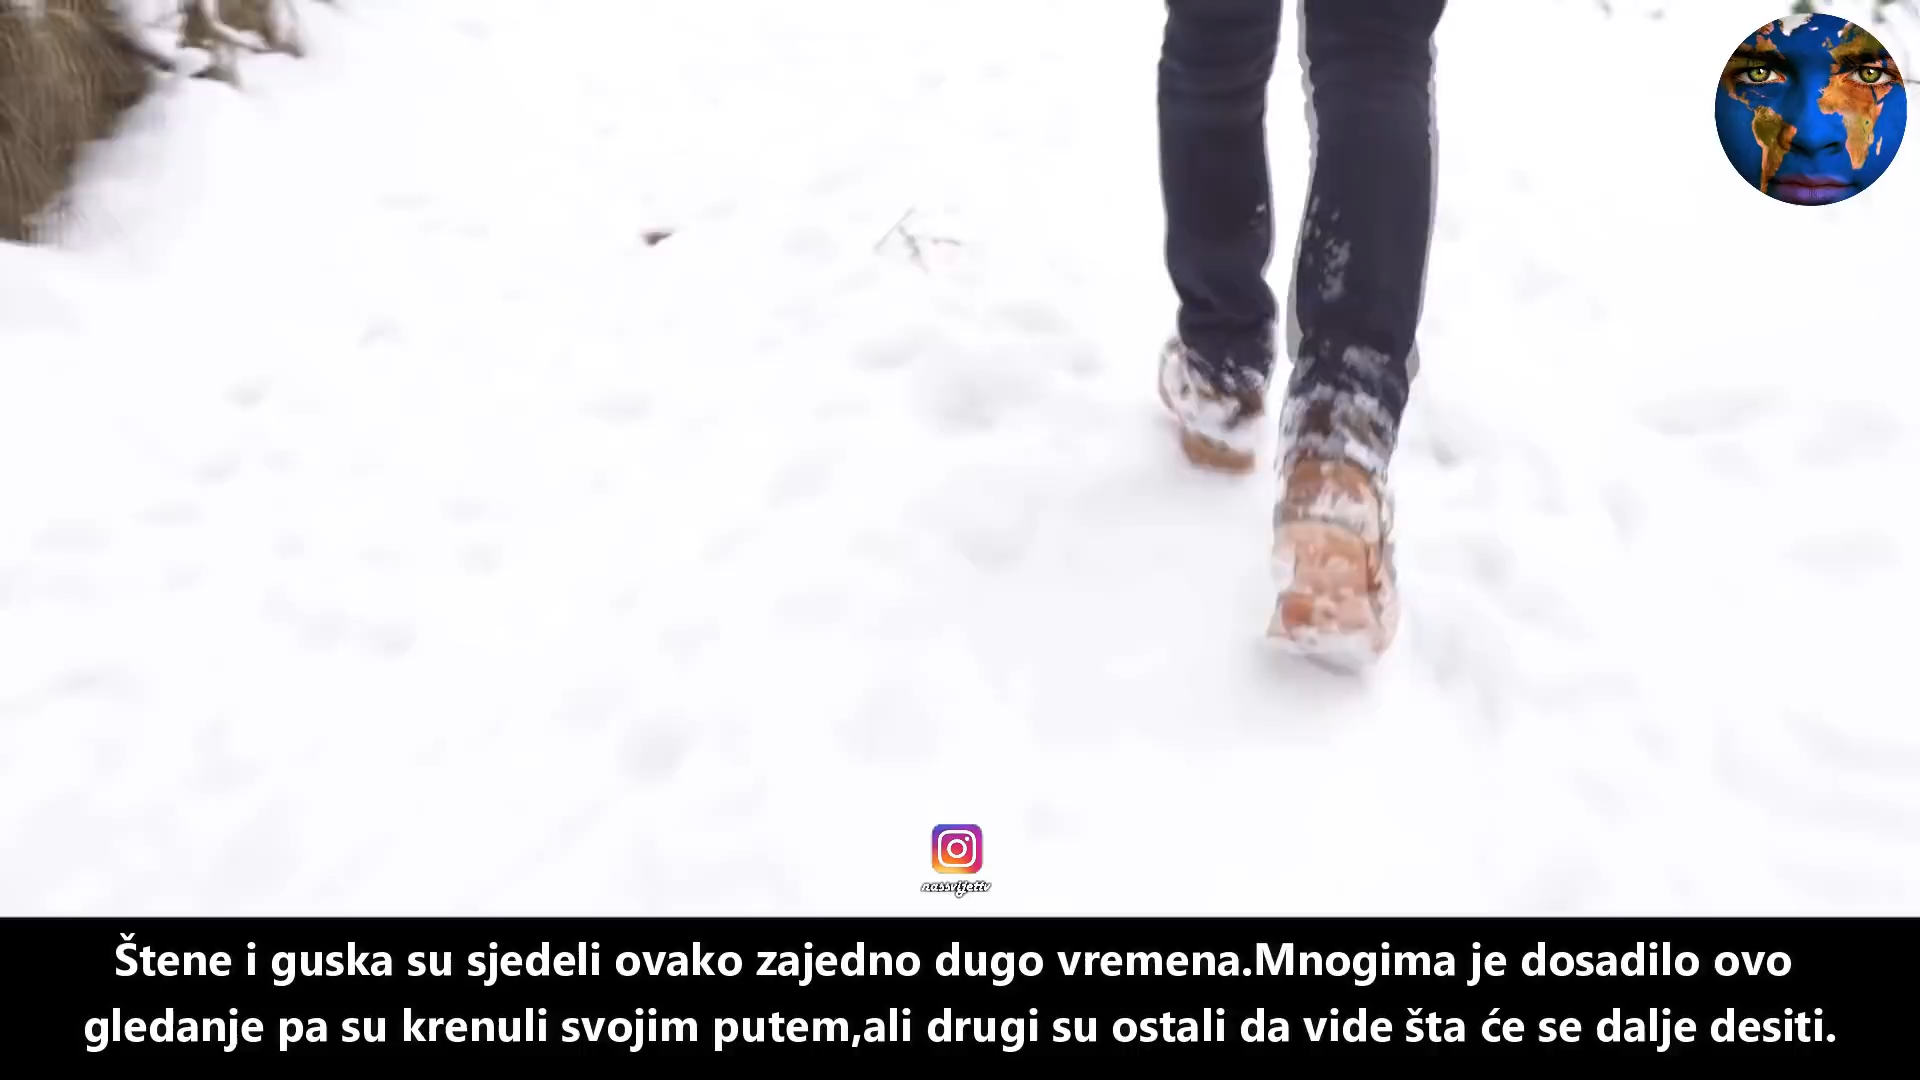 nassvijettv
Štene i guska su sjedeli ovako zajedno dugo vremena.Mnogima je dosadilo ovo
gledanje pa su krenuli svojim putem,ali drugi su ostali da vide šta će se dalje desiti.